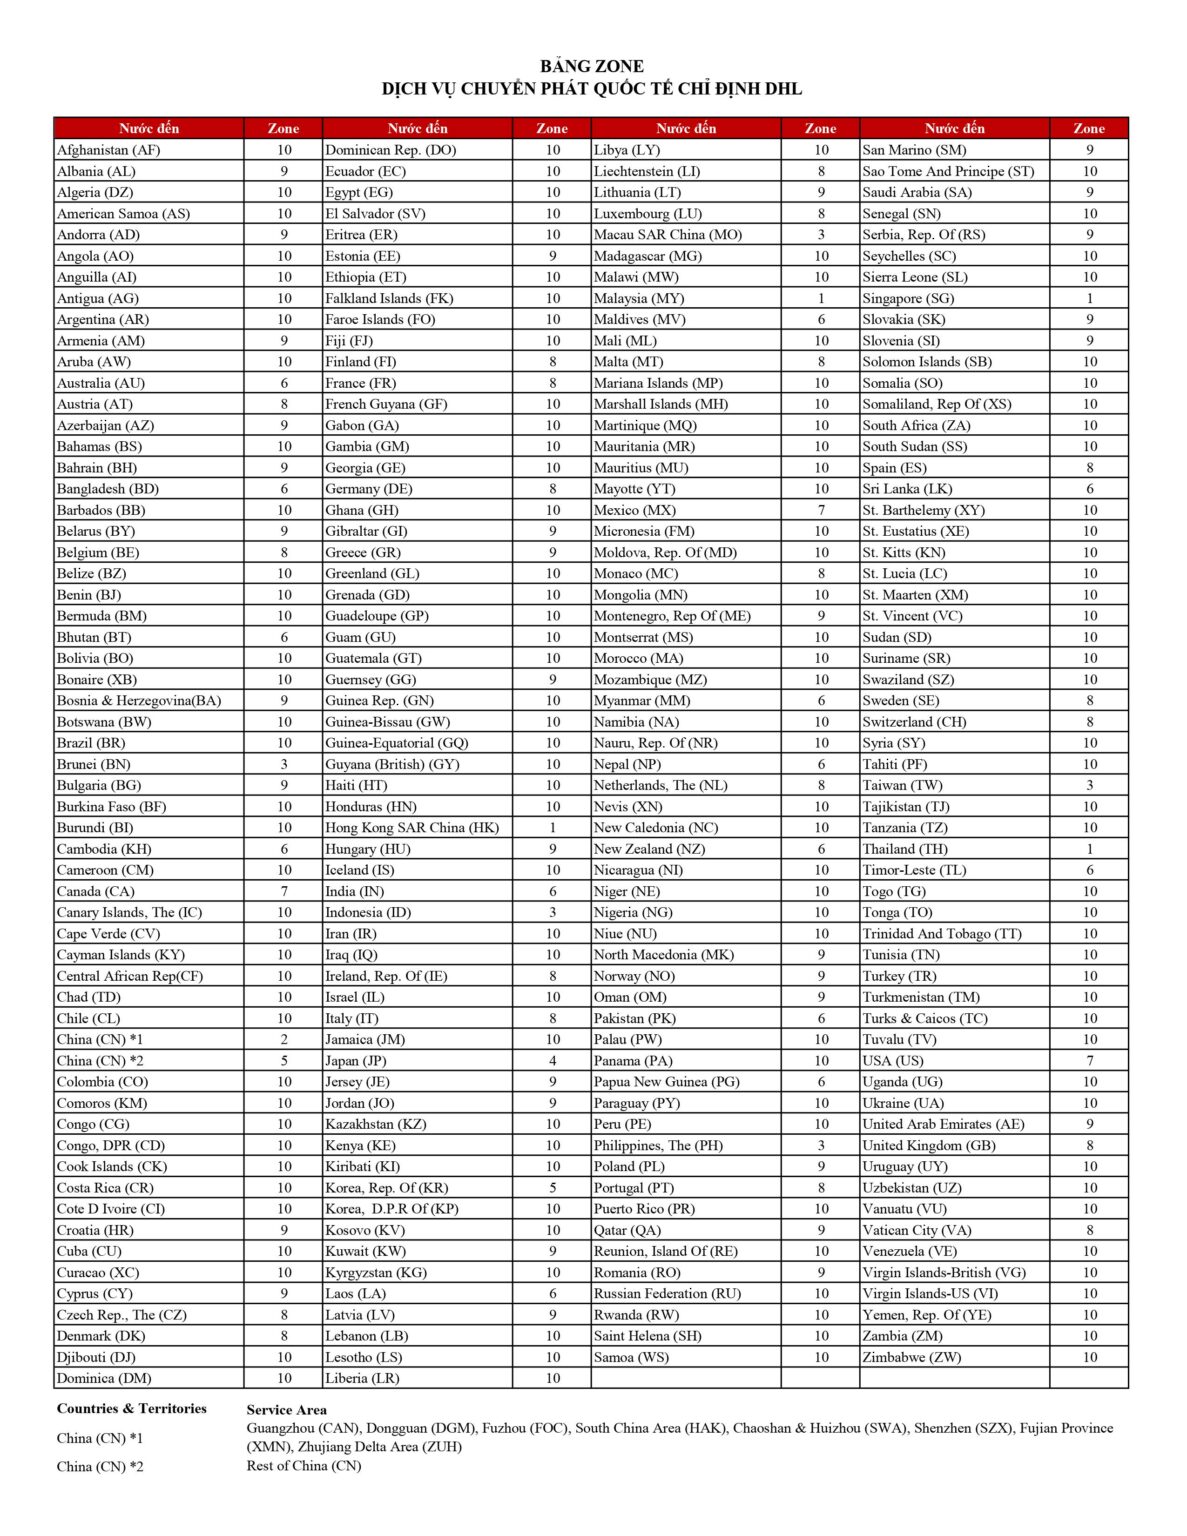 BẢNG ZONE
DỊCH VỤ CHUYỂN PHÁT QUỐC TẾ CHỈ ĐỊNH DHL
Nước đến Zone Nước đến Zone Nước đến Zone Nước đến Zone
Afghanistan (AF) 10 Dominican Rep. (DO) 10 Libya (LY) 10 San Marino (SM) 9
Albania (AL) 9 Ecuador (EC) 10 Liechtenstein (LI) 8 Sao Tome And Principe (ST) 10
Algeria (DZ) 10 Egypt (EG) 10 Lithuania (LT) 9 Saudi Arabia (SA) 9
American Samoa (AS) 10 El Salvador (SV) 10 Luxembourg (LU) 8 Senegal (SN) 10
Andorra (AD) 9 Eritrea (ER) 10 Macau SAR China (MO) 3 Serbia, Rep. Of (RS) 9
Angola (AO) 10 Estonia (EE) 9 Madagascar (MG) 10 Seychelles (SC) 10
Anguilla (AI) 10 Ethiopia (ET) 10 Malawi (MW) 10 Sierra Leone (SL) 10
Antigua (AG) 10 Falkland Islands (FK) 10 Malaysia (MY) 1 Singapore (SG) 1
Argentina (AR) 10 Faroe Islands (FO) 10 Maldives (MV) 6 Slovakia (SK) 9
Armenia (AM) 9 Fiji (FJ) 10 Mali (ML) 10 Slovenia (SI) 9
Aruba (AW) 10 Finland (FI) 8 Malta (MT) 8 Solomon Islands (SB) 10
Australia (AU) 6 France (FR) 8 Mariana Islands (MP) 10 Somalia (SO) 10
Austria (AT) 8 French Guyana (GF) 10 Marshall Islands (MH) 10 Somaliland, Rep Of (XS) 10
Azerbaijan (AZ) 9 Gabon (GA) 10 Martinique (MQ) 10 South Africa (ZA) 10
Bahamas (BS) 10 Gambia (GM) 10 Mauritania (MR) 10 South Sudan (SS) 10
Bahrain (BH) 9 Georgia (GE) 10 Mauritius (MU) 10 Spain (ES) 8
Bangladesh (BD) 6 Germany (DE) 8 Mayotte (YT) 10 Sri Lanka (LK) 6
Barbados (BB) 10 Ghana (GH) 10 Mexico (MX) 7 St. Barthelemy (XY) 10
Belarus (BY) 9 Gibraltar (GI) 9 Micronesia (FM) 10 St. Eustatius (XE) 10
Belgium (BE) 8 Greece (GR) 9 Moldova, Rep. Of (MD) 10 St. Kitts (KN) 10
Belize (BZ) 10 Greenland (GL) 10 Monaco (MC) 8 St. Lucia (LC) 10
Benin (BJ) 10 Grenada (GD) 10 Mongolia (MN) 10 St. Maarten (XM) 10
Bermuda (BM) 10 Guadeloupe (GP) 10 Montenegro, Rep Of (ME) 9 St. Vincent (VC) 10
Bhutan (BT) 6 Guam (GU) 10 Montserrat (MS) 10 Sudan (SD) 10
Bolivia (BO) 10 Guatemala (GT) 10 Morocco (MA) 10 Suriname (SR) 10
Bonaire (XB) 10 Guernsey (GG) 9 Mozambique (MZ) 10 Swaziland (SZ) 10
Bosnia & Herzegovina(BA) 9 Guinea Rep. (GN) 10 Myanmar (MM) 6 Sweden (SE) 8
Botswana (BW) 10 Guinea-Bissau (GW) 10 Namibia (NA) 10 Switzerland (CH) 8
Brazil (BR) 10 Guinea-Equatorial (GQ) 10 Nauru, Rep. Of (NR) 10 Syria (SY) 10
Brunei (BN) 3 Guyana (British) (GY) 10 Nepal (NP) 6 Tahiti (PF) 10
Bulgaria (BG) 9 Haiti (HT) 10 Netherlands, The (NL) 8 Taiwan (TW) 3
Burkina Faso (BF) 10 Honduras (HN) 10 Nevis (XN) 10 Tajikistan (TJ) 10
Burundi (BI) 10 Hong Kong SAR China (HK) 1 New Caledonia (NC) 10 Tanzania (TZ) 10
Cambodia (KH) 6 Hungary (HU) 9 New Zealand (NZ) 6 Thailand (TH) 1
Cameroon (CM) 10 Iceland (IS) 10 Nicaragua (NI) 10 Timor-Leste (TL) 6
Canada (CA) 7 India (IN) 6 Niger (NE) 10 Togo (TG) 10
Canary Islands, The (IC) 10 Indonesia (ID) 3 Nigeria (NG) 10 Tonga (TO) 10
Cape Verde (CV) 10 Iran (IR) 10 Niue (NU) 10 Trinidad And Tobago (TT) 10
Cayman Islands (KY) 10 Iraq (IQ) 10 North Macedonia (MK) 9 Tunisia (TN) 10
Central African Rep(CF) 10 Ireland, Rep. Of (IE) 8 Norway (NO) 9 Turkey (TR) 10
Chad (TD) 10 Israel (IL) 10 Oman (OM) 9 Turkmenistan (TM) 10
Chile (CL) 10 Italy (IT) 8 Pakistan (PK) 6 Turks & Caicos (TC) 10
China (CN) *1 2 Jamaica (JM) 10 Palau (PW) 10 Tuvalu (TV) 10
China (CN) *2 5 Japan (JP) 4 Panama (PA) 10 USA (US) 7
Colombia (CO) 10 Jersey (JE) 9 Papua New Guinea (PG) 6 Uganda (UG) 10
Comoros (KM) 10 Jordan (JO) 9 Paraguay (PY) 10 Ukraine (UA) 10
Congo (CG) 10 Kazakhstan (KZ) 10 Peru (PE) 10 United Arab Emirates (AE) 9
Congo, DPR (CD) 10 Kenya (KE) 10 Philippines, The (PH) 3 United Kingdom (GB) 8
Cook Islands (CK) 10 Kiribati (KI) 10 Poland (PL) 9 Uruguay (UY) 10
Costa Rica (CR) 10 Korea, Rep. Of (KR) 5 Portugal (PT) 8 Uzbekistan (UZ) 10
Cote D Ivoire (CI) 10 Korea, D.P.R Of (KP) 10 Puerto Rico (PR) 10 Vanuatu (VU) 10
Croatia (HR) 9 Kosovo (KV) 10 Qatar (QA) 9 Vatican City (VA) 8
Cuba (CU) 10 Kuwait (KW) 9 Reunion, Island Of (RE) 10 Venezuela (VE) 10
Curacao (XC) 10 Kyrgyzstan (KG) 10 Romania (RO) 9 Virgin Islands-British (VG) 10
Cyprus (CY) 9 Laos (LA) 6 Russian Federation (RU) 10 Virgin Islands-US (VI) 10
Czech Rep., The (CZ) 8 Latvia (LV) 9 Rwanda (RW) 10 Yemen, Rep. Of (YE) 10
Denmark (DK) 8 Lebanon (LB) 10 Saint Helena (SH) 10 Zambia (ZM) 10
Djibouti (DJ) 10 Lesotho (LS) 10 Samoa (WS) 10 Zimbabwe (ZW) 10
Dominica (DM) 10 Liberia (LR) 10
Countries & Territories Service Area
China (CN) *1 Guangzhou (CAN), Dongguan (DGM), Fuzhou (FOC), South China Area (HAK), Chaoshan & Huizhou (SWA), Shenzhen (SZX), Fujian Province
(XMN), Zhujiang Delta Area (ZUH)
China (CN) *2 Rest of China (CN)